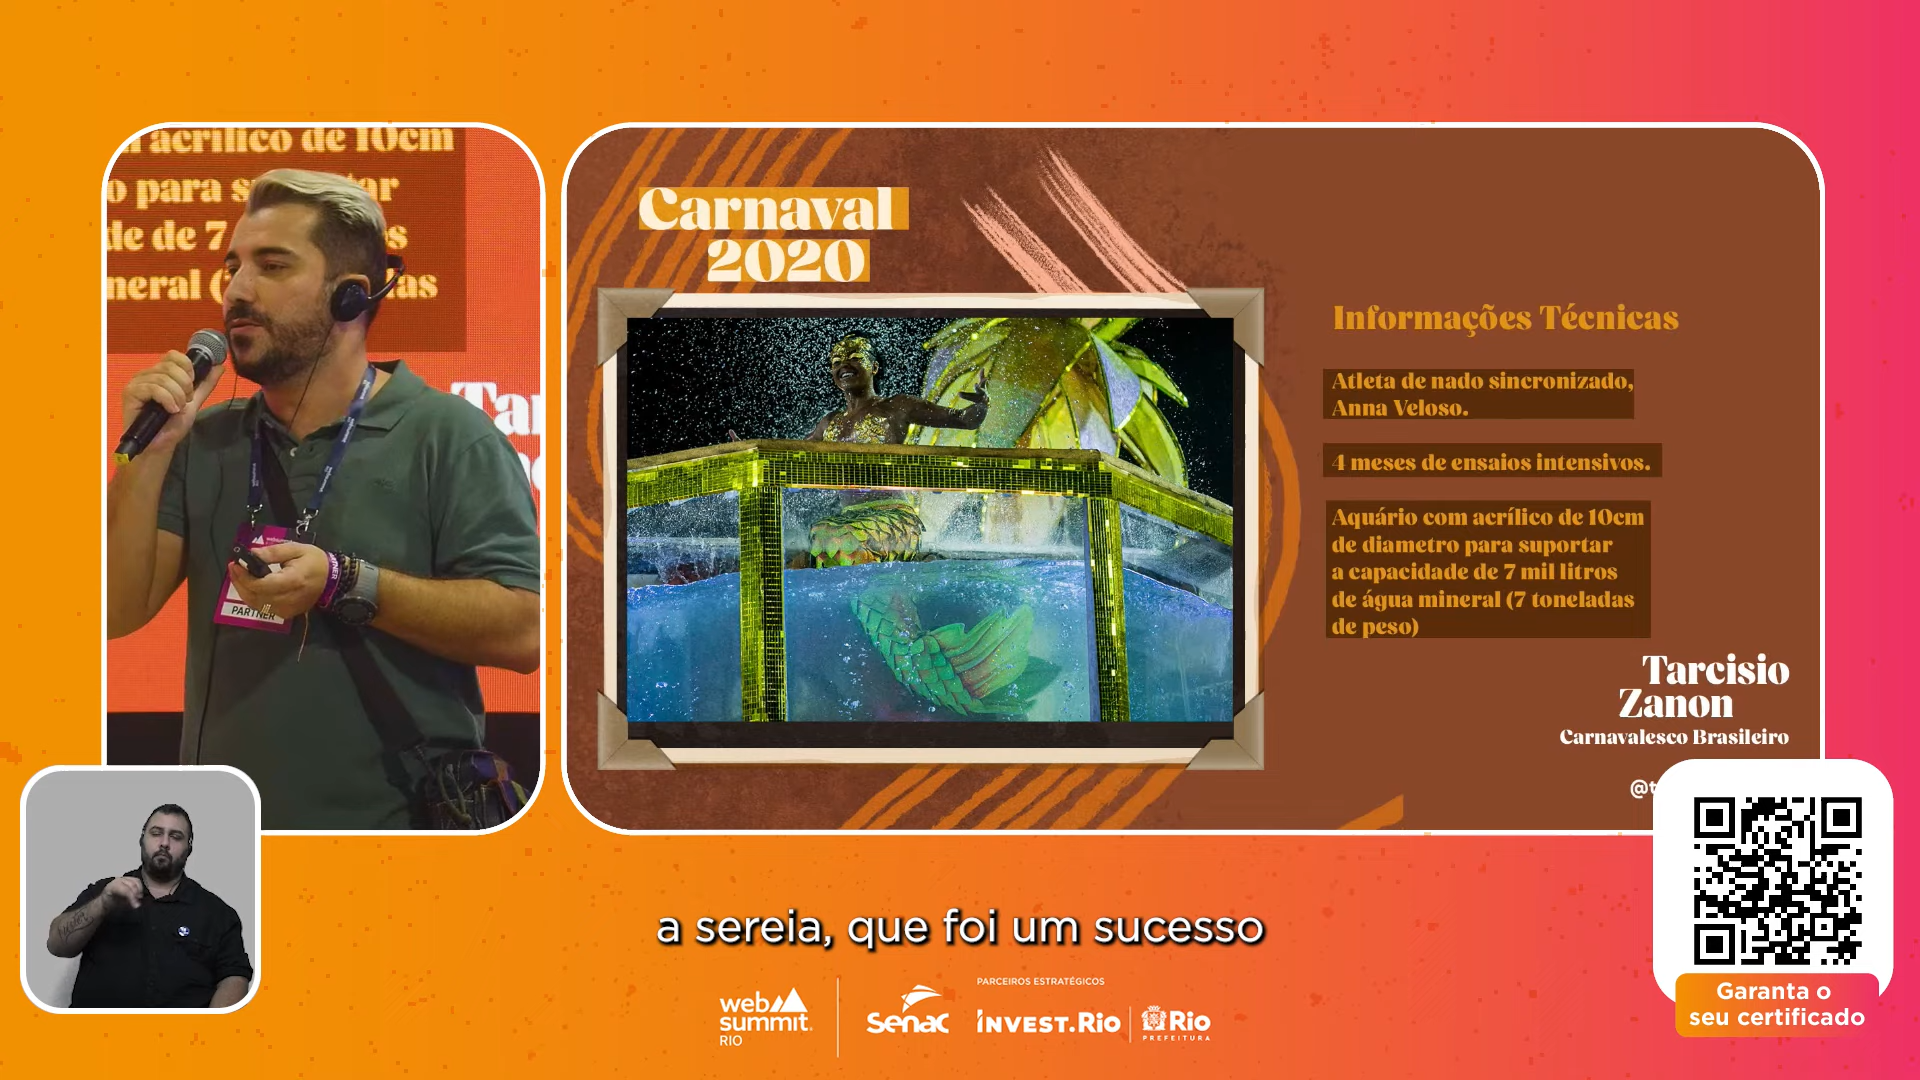 acrílico de 10cm
o para
ar
de de 7
s
neral (
las
Tar
PARTNER
Carnaval
2020
Informações Técnicas
Atleta de nado sincronizado,
Anna Veloso.
4 meses de ensaios intensivos.
Aquário com acrílico de 10cm
de diametro para suportar
a capacidade de 7 mil litros
de água mineral (7 toneladas
de peso)
Tarcisio
Zanon
Carnavalesco Brasileiro
@t
a sereia, que foi um sucesso
web
summit
RIO
Senac
PARCEIROS ESTRATÉGICOS
INVEST.Rio
Rio
PREFEITURA
Garanta o
seu certificado